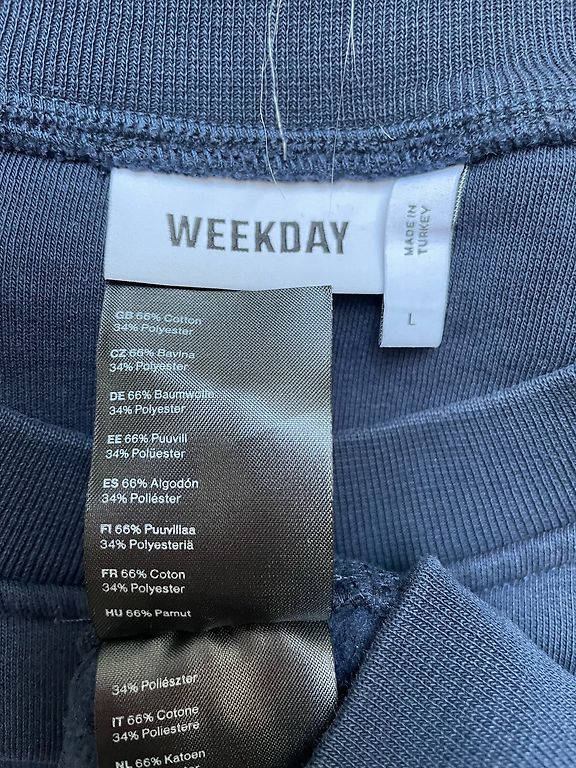 WEEKDAY
MADE IN
TURKEY
L
GB 66% Cotton
34% Polyester
CZ 66% Bavlna
34% Polyester
DE 66% Baumwolle
34% Polyester
EE 66% Puuvill
34% Polüester
ES 66% Algodón
34% Poliéster
FI 66% Puuvillaa
34% Polyesteriä
FR 66% Coton
34% Polyester
HU 66% Pamut
34% Poliészter
IT 66% Cotone
34% Poliestere
NL 66% Katoen